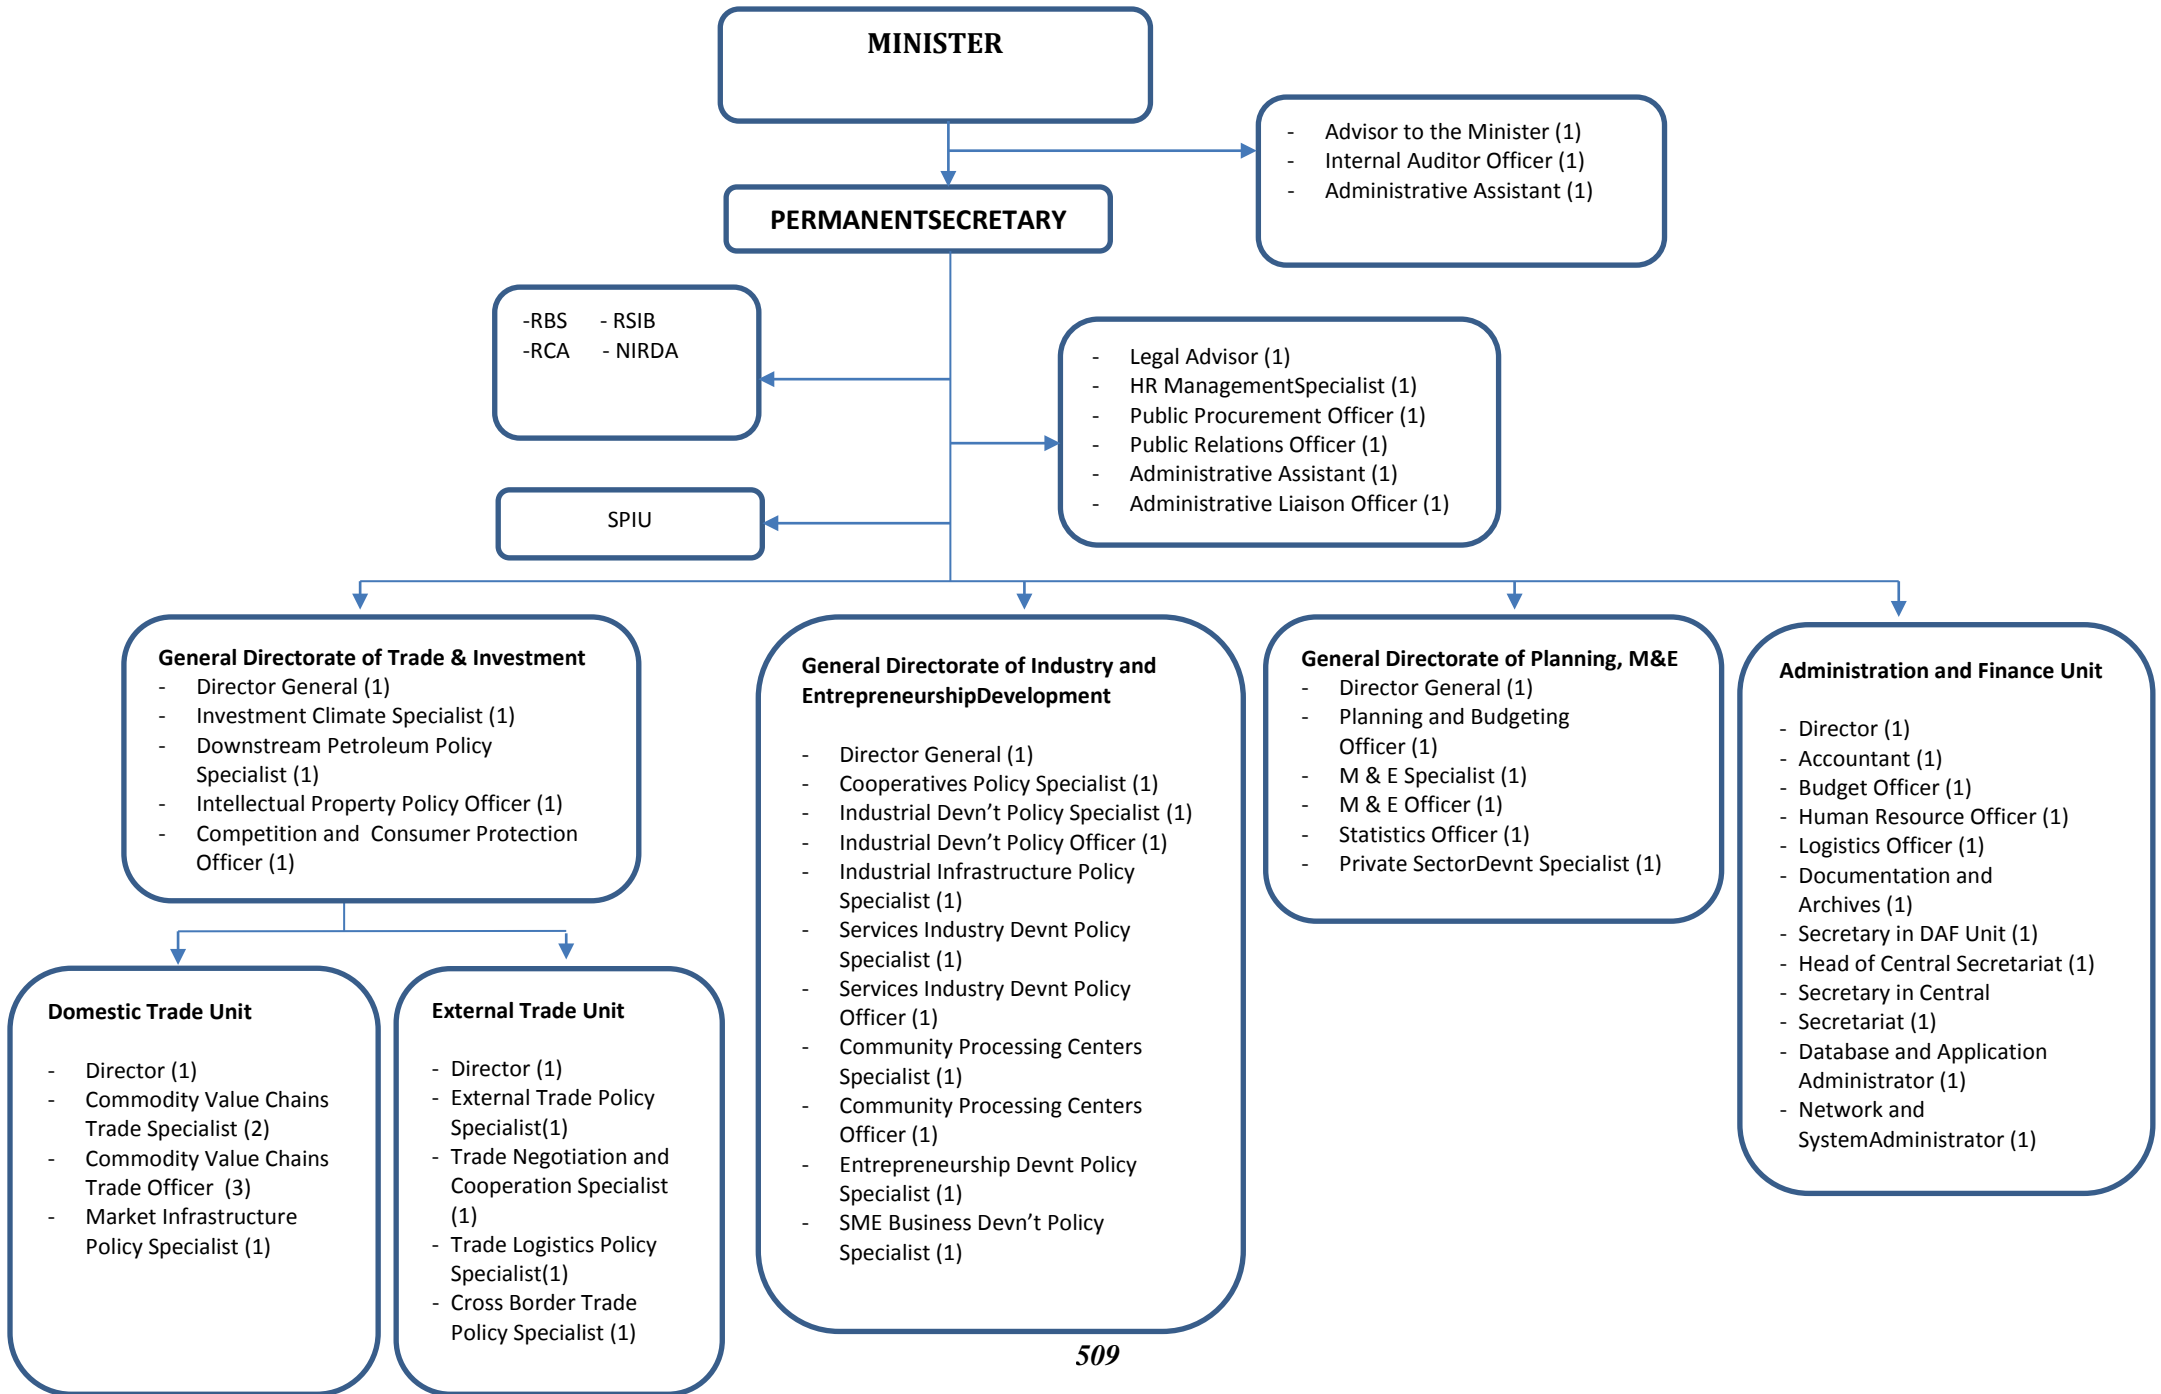 MINISTER
- Advisor to the Minister (1)
- Internal Auditor Officer (1)
- Administrative Assistant (1)
PERMANENTSECRETARY
-RBS - RSIB
-RCA - NIRDA
- Legal Advisor (1)
- HR ManagementSpecialist (1)
- Public Procurement Officer (1)
- Public Relations Officer (1)
- Administrative Assistant (1)
- Administrative Liaison Officer (1)
SPIU
General Directorate of Trade & Investment
- Director General (1)
- Investment Climate Specialist (1)
- Downstream Petroleum Policy
Specialist (1)
- Intellectual Property Policy Officer (1)
- Competition and Consumer Protection
Officer (1)
General Directorate of Industry and
EntrepreneurshipDevelopment
- Director General (1)
- Cooperatives Policy Specialist (1)
- Industrial Devn’t Policy Specialist (1)
- Industrial Devn’t Policy Officer (1)
- Industrial Infrastructure Policy
Specialist (1)
- Services Industry Devnt Policy
Specialist (1)
- Services Industry Devnt Policy
Officer (1)
- Community Processing Centers
Specialist (1)
- Community Processing Centers
Officer (1)
- Entrepreneurship Devnt Policy
Specialist (1)
- SME Business Devn’t Policy
Specialist (1)
General Directorate of Planning, M&E
- Director General (1)
- Planning and Budgeting
Officer (1)
- M & E Specialist (1)
- M & E Officer (1)
- Statistics Officer (1)
- Private SectorDevnt Specialist (1)
Administration and Finance Unit
- Director (1)
- Accountant (1)
- Budget Officer (1)
- Human Resource Officer (1)
- Logistics Officer (1)
- Documentation and
Archives (1)
- Secretary in DAF Unit (1)
- Head of Central Secretariat (1)
- Secretary in Central
- Secretariat (1)
- Database and Application
Administrator (1)
- Network and
SystemAdministrator (1)
Domestic Trade Unit
- Director (1)
- Commodity Value Chains
Trade Specialist (2)
- Commodity Value Chains
Trade Officer (3)
- Market Infrastructure
Policy Specialist (1)
External Trade Unit
- Director (1)
- External Trade Policy
Specialist(1)
- Trade Negotiation and
Cooperation Specialist
(1)
- Trade Logistics Policy
Specialist(1)
- Cross Border Trade
Policy Specialist (1)
509